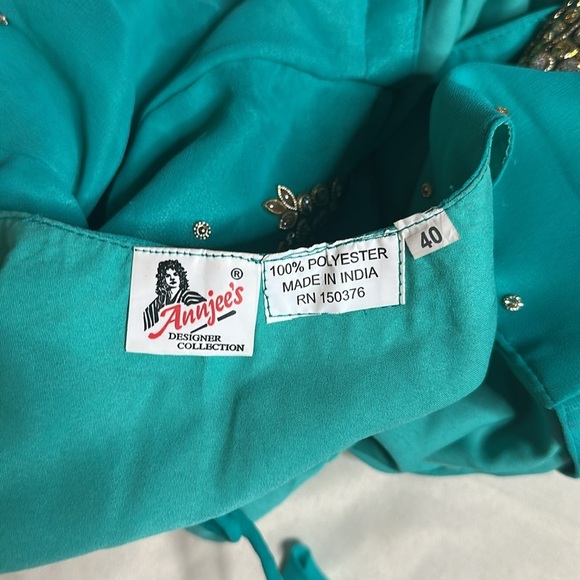 Annjee's ®
DESIGNER
COLLECTION
100% POLYESTER
MADE IN INDIA
RN 150376
40